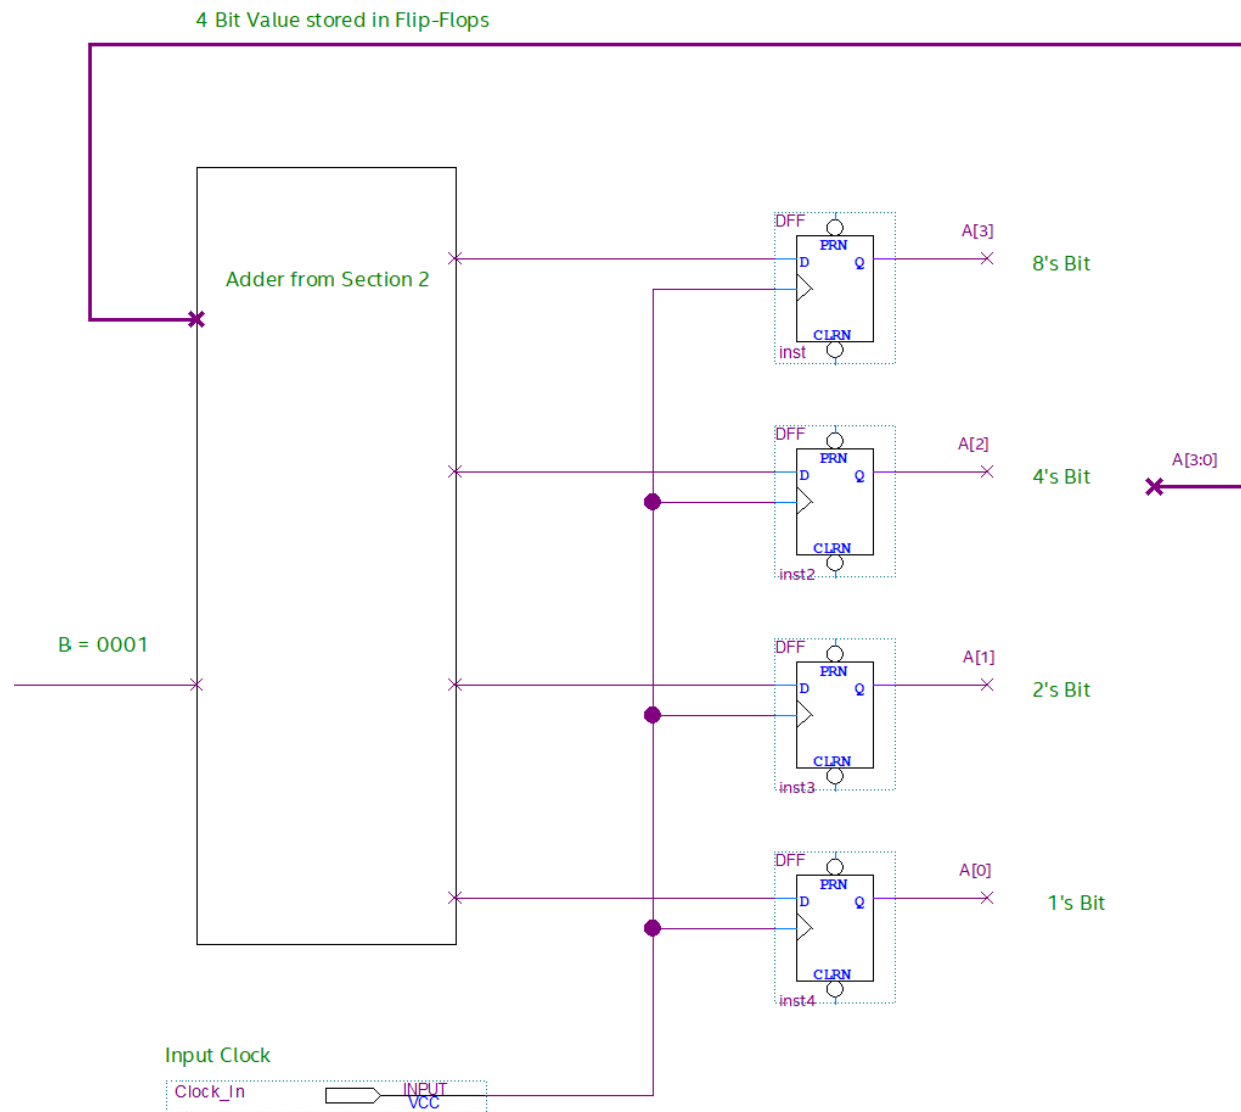 4 Bit Value stored in Flip-Flops
Adder from Section 2
B = 0001
DFF
PRN
D
Q
CLRN
inst
A[3]
8's Bit
DFF
PRN
D
Q
CLRN
inst2
A[2]
4's Bit
A[3:0]
DFF
PRN
D
Q
CLRN
inst3
A[1]
2's Bit
DFF
PRN
D
Q
CLRN
inst4
A[0]
1's Bit
Input Clock
Clock_In
INPUT
VCC